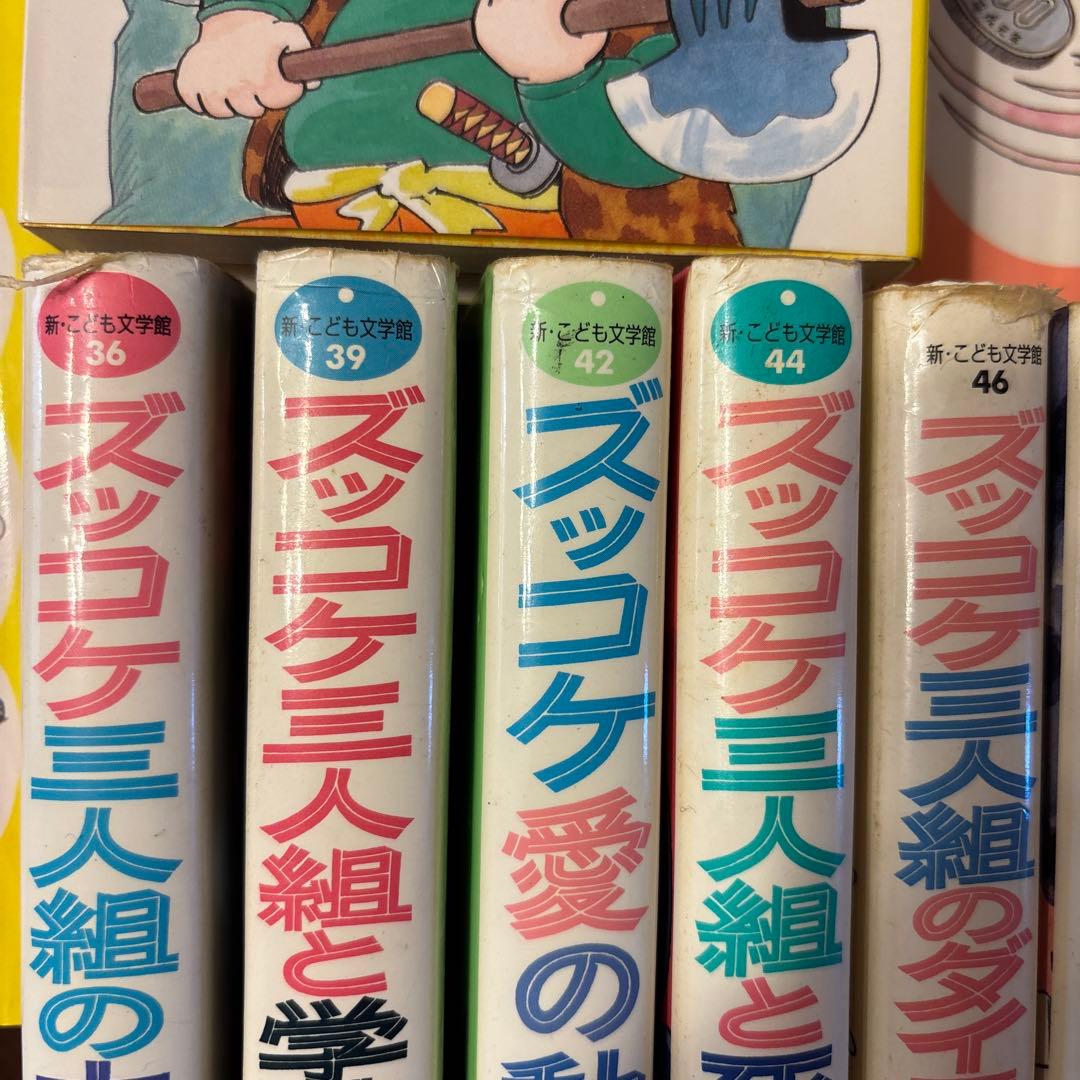 新・こども文学館
36
ズッコケ三人組の
新・こども文学館
39
ズッコケ三人組と学
新・こども文学館
42
ズッコケ愛の動
新・こども文学館
44
ズッコケ三人組と死
新・こども文学館
46
ズッコケ三人組のダイ